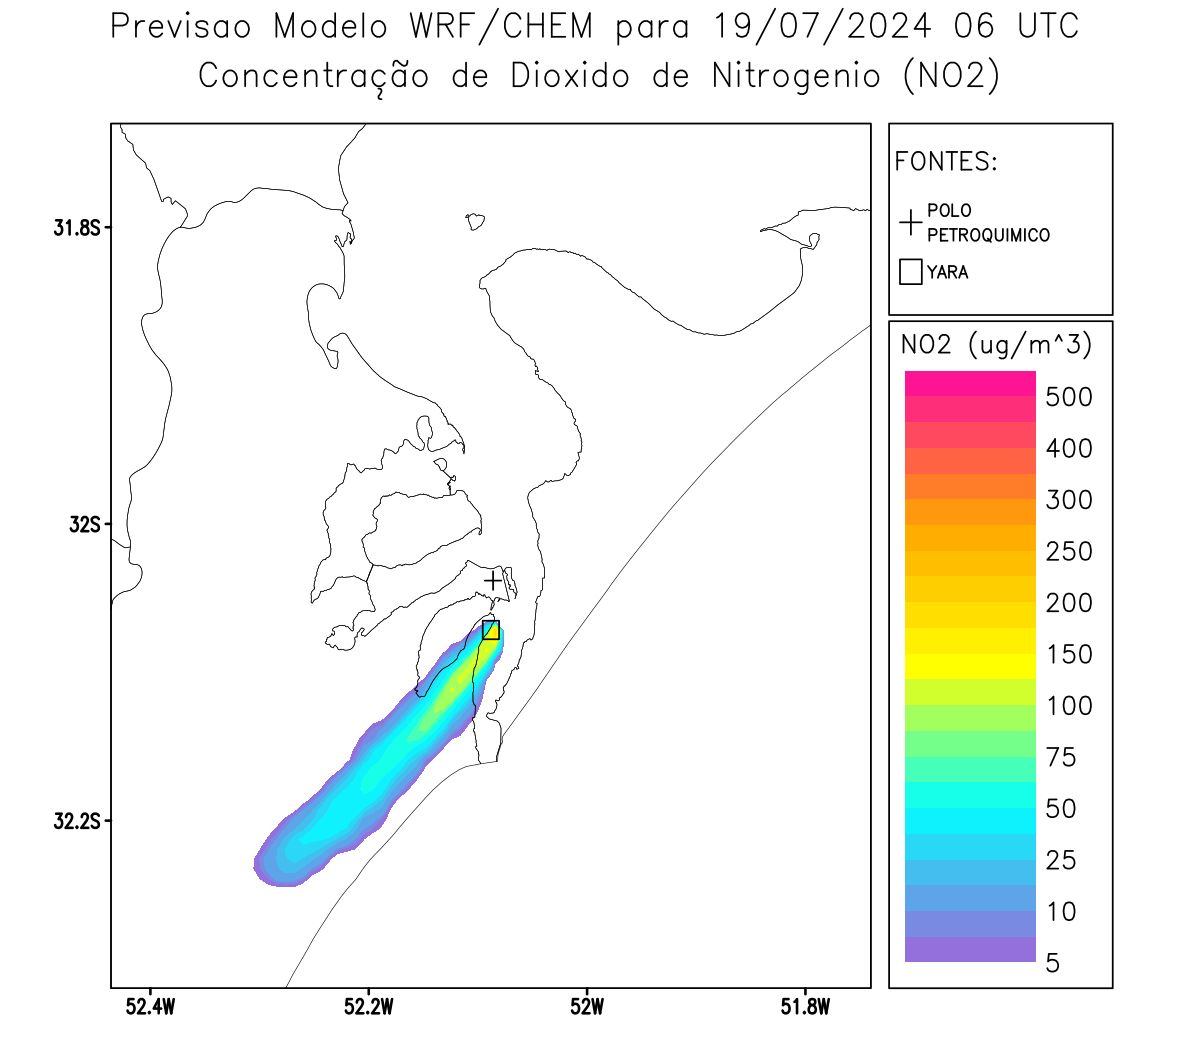 Previsao Modelo WRF/CHEM para 19/07/2024 06 UTC
Concentração de Dioxido de Nitrogenio (NO2)
FONTES:
POLO
PETROQUIMICO
YARA
NO2 (ug/m^3)
500
400
300
250
200
150
100
75
50
25
10
5
31.8S
32S
32.2S
52.4W
52.2W
52W
51.8W